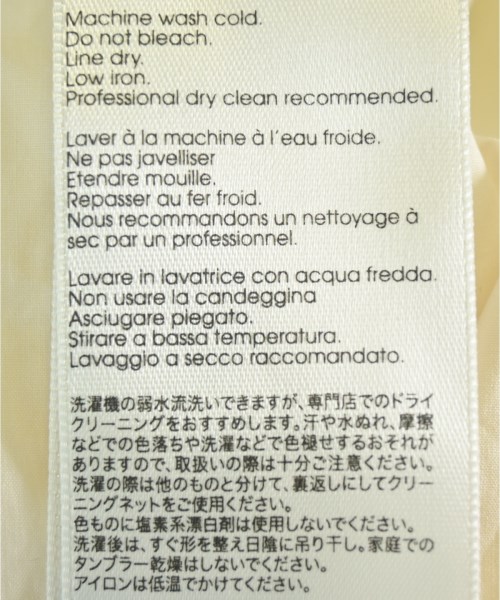 Machine wash cold.
Do not bleach.
Line dry.
Low iron.
Professional dry clean recommended.
Laver à la machine à l'eau froide.
Ne pas javelliser
Etendre mouille.
Repasser au fer froid.
Nous recommandons un nettoyage à
sec par un professionnel.
Lavare in lavatrice con acqua fredda.
Non usare la candeggina
Asciugare piegato.
Stirare a bassa temperatura.
Lavaggio a secco raccomandato.
洗濯機の弱水流洗いできますが、専門店でのドライ
クリーニングをおすすめします。汗や水ぬれ、摩擦
などでの色落ちや洗濯などで色褪せするおそれが
ありますので、取扱いの際は十分ご注意ください。
洗濯の際は他のものと分けて、裏返しにしてクリー
ニングネットをご使用ください。
色ものに塩素系漂白剤は使用しないでください。
洗濯後は、すぐ形を整え日陰に吊り干し。家庭での
タンブラー乾燥はしないでください。
アイロンは低温でかけてください。